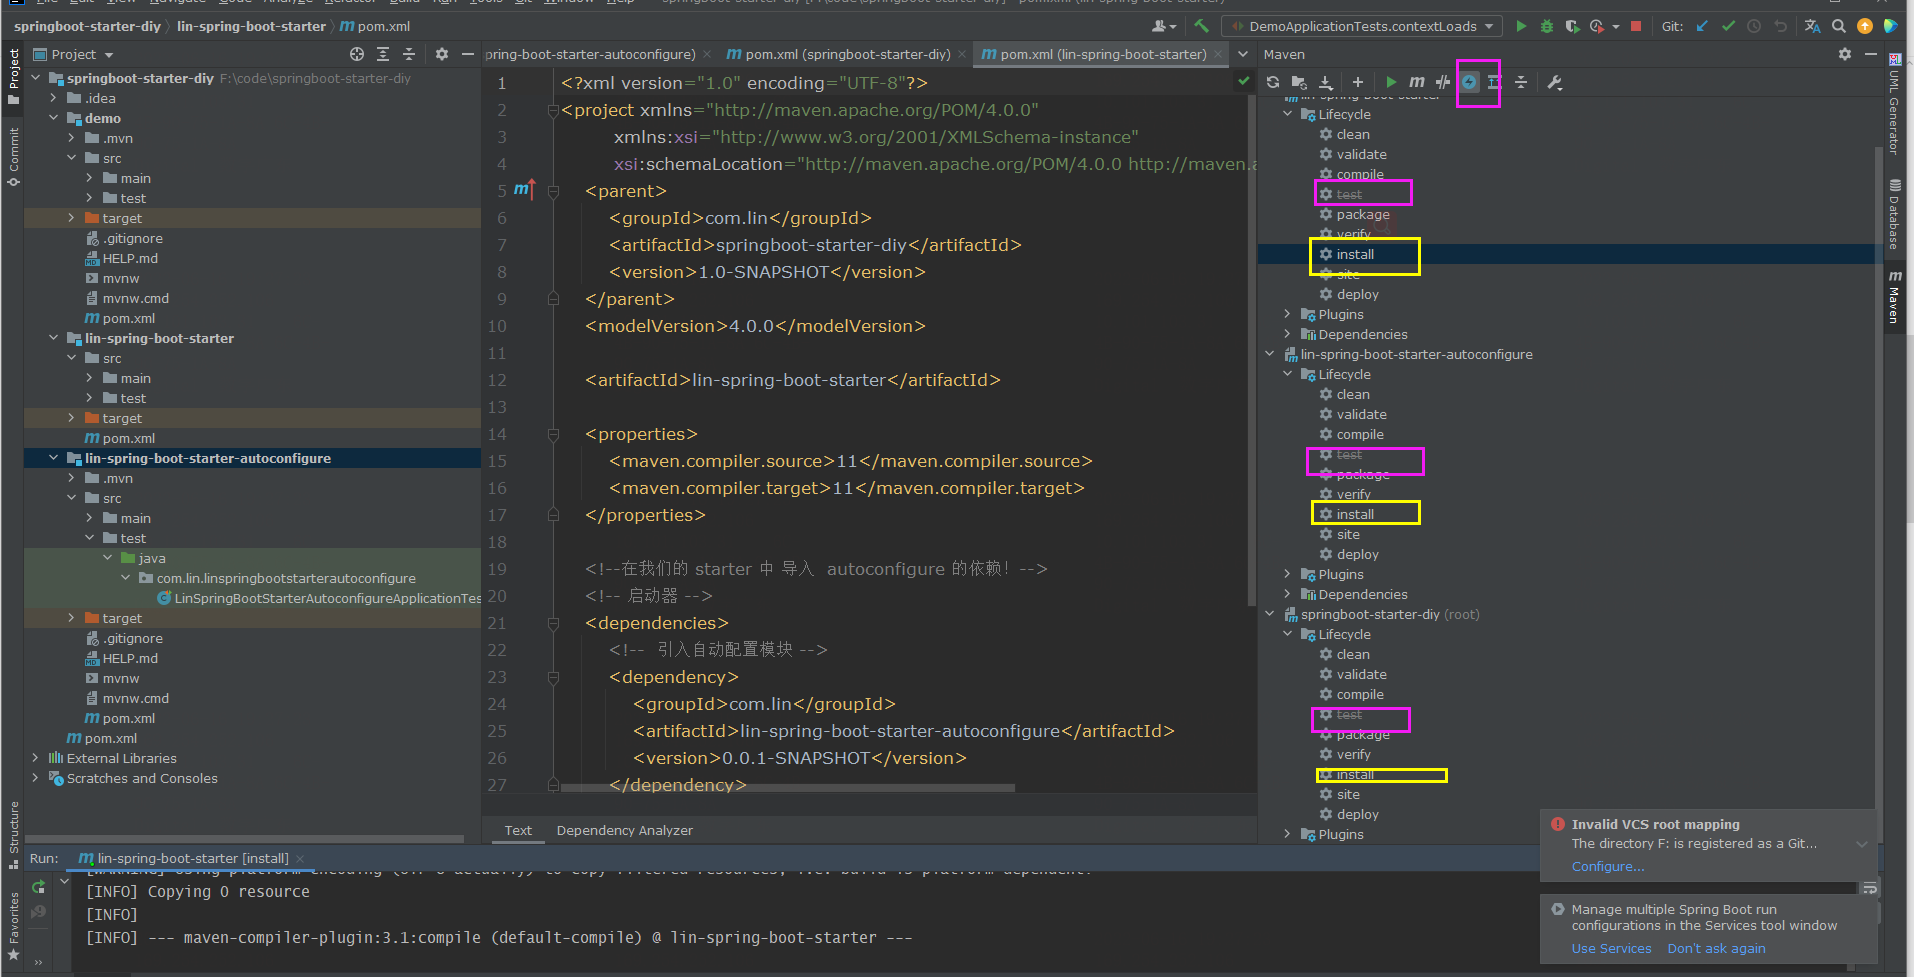 File Edit View Navigate Code Analyze Refactor Build Run Tools Git Window Help
springboot-starter-diy lin-spring-boot-starter pom.xml
DemoApplicationTests.contextLoads
Git:
Project
pring-boot-starter-autoconfigure)
pom.xml (springboot-starter-diy)
pom.xml (lin-spring-boot-starter)
Maven
Project
Commit
Structure
Favorites
springboot-starter-diy F:\code\springboot-starter-diy
.idea
demo
.mvn
src
main
test
target
.gitignore
HELP.md
mvnw
mvnw.cmd
pom.xml
lin-spring-boot-starter
src
main
test
target
pom.xml
lin-spring-boot-starter-autoconfigure
.mvn
src
main
test
java
com.lin.linspringbootstarterautoconfigure
LinSpringBootStarterAutoconfigureApplicationTes
target
.gitignore
HELP.md
mvnw
mvnw.cmd
pom.xml
pom.xml
External Libraries
Scratches and Consoles
1 <?xml version="1.0" encoding="UTF-8"?>
2 <project xmlns="http://maven.apache.org/POM/4.0.0"
3 xmlns:xsi="http://www.w3.org/2001/XMLSchema-instance"
4 xsi:schemaLocation="http://maven.apache.org/POM/4.0.0 http://maven.a
5 <parent>
6 <groupId>com.lin</groupId>
7 <artifactId>springboot-starter-diy</artifactId>
8 <version>1.0-SNAPSHOT</version>
9 </parent>
10 <modelVersion>4.0.0</modelVersion>
11
12 <artifactId>lin-spring-boot-starter</artifactId>
13
14 <properties>
15 <maven.compiler.source>11</maven.compiler.source>
16 <maven.compiler.target>11</maven.compiler.target>
17 </properties>
18
19 <!--在我们的 starter 中 导入  autoconfigure 的依赖！-->
20 <!-- 启动器 -->
21 <dependencies>
22 <!--  引入自动配置模块 -->
23 <dependency>
24 <groupId>com.lin</groupId>
25 <artifactId>lin-spring-boot-starter-autoconfigure</artifactId>
26 <version>0.0.1-SNAPSHOT</version>
27 </dependency>
Text
Dependency Analyzer
lin-spring-boot-starter
Lifecycle
clean
validate
compile
test
package
verify
install
site
deploy
Plugins
Dependencies
lin-spring-boot-starter-autoconfigure
Lifecycle
clean
validate
compile
test
package
verify
install
site
deploy
Plugins
Dependencies
springboot-starter-diy (root)
Lifecycle
clean
validate
compile
test
package
verify
install
site
deploy
Plugins
UML Generator
Database
Maven
Run: lin-spring-boot-starter [install]
[INFO] Copying 0 resource
[INFO]
[INFO] --- maven-compiler-plugin:3.1:compile (default-compile) @ lin-spring-boot-starter ---
Invalid VCS root mapping
The directory F: is registered as a Git...
Configure...
Manage multiple Spring Boot run
configurations in the Services tool window
Use Services Don't ask again